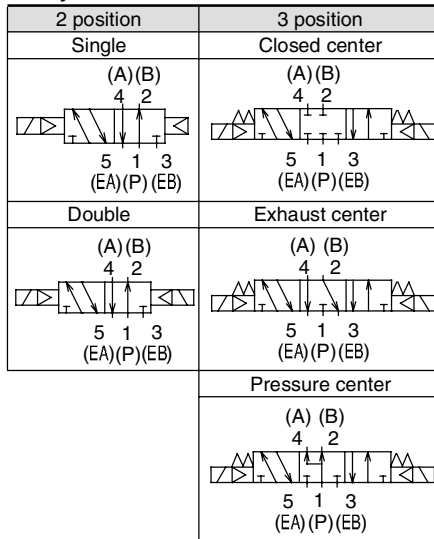 2 position
3 position
Single
Closed center
(A) (B)
4 2
5 1 3
(EA) (P) (EB)
(A) (B)
4 2
5 1 3
(EA) (P) (EB)
Double
Exhaust center
(A) (B)
4 2
5 1 3
(EA) (P) (EB)
(A) (B)
4 2
5 1 3
(EA) (P) (EB)
Pressure center
(A) (B)
4 2
5 1 3
(EA) (P) (EB)